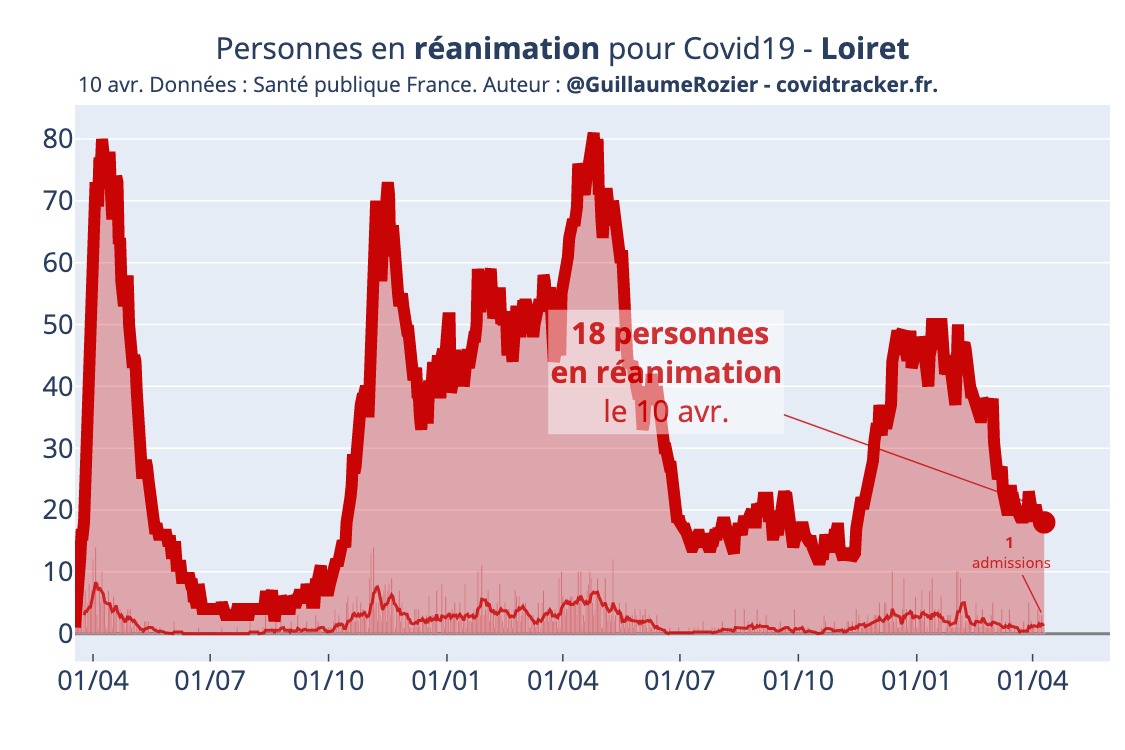 Personnes en réanimation pour Covid19 - Loiret
10 avr. Données : Santé publique France. Auteur : @GuillaumeRozier - covidtracker.fr.
80
70
60
50
40
30
20
10
0
18 personnes
en réanimation
le 10 avr.
1
admissions
01/04 01/07 01/10 01/01 01/04 01/07 01/10 01/01 01/04